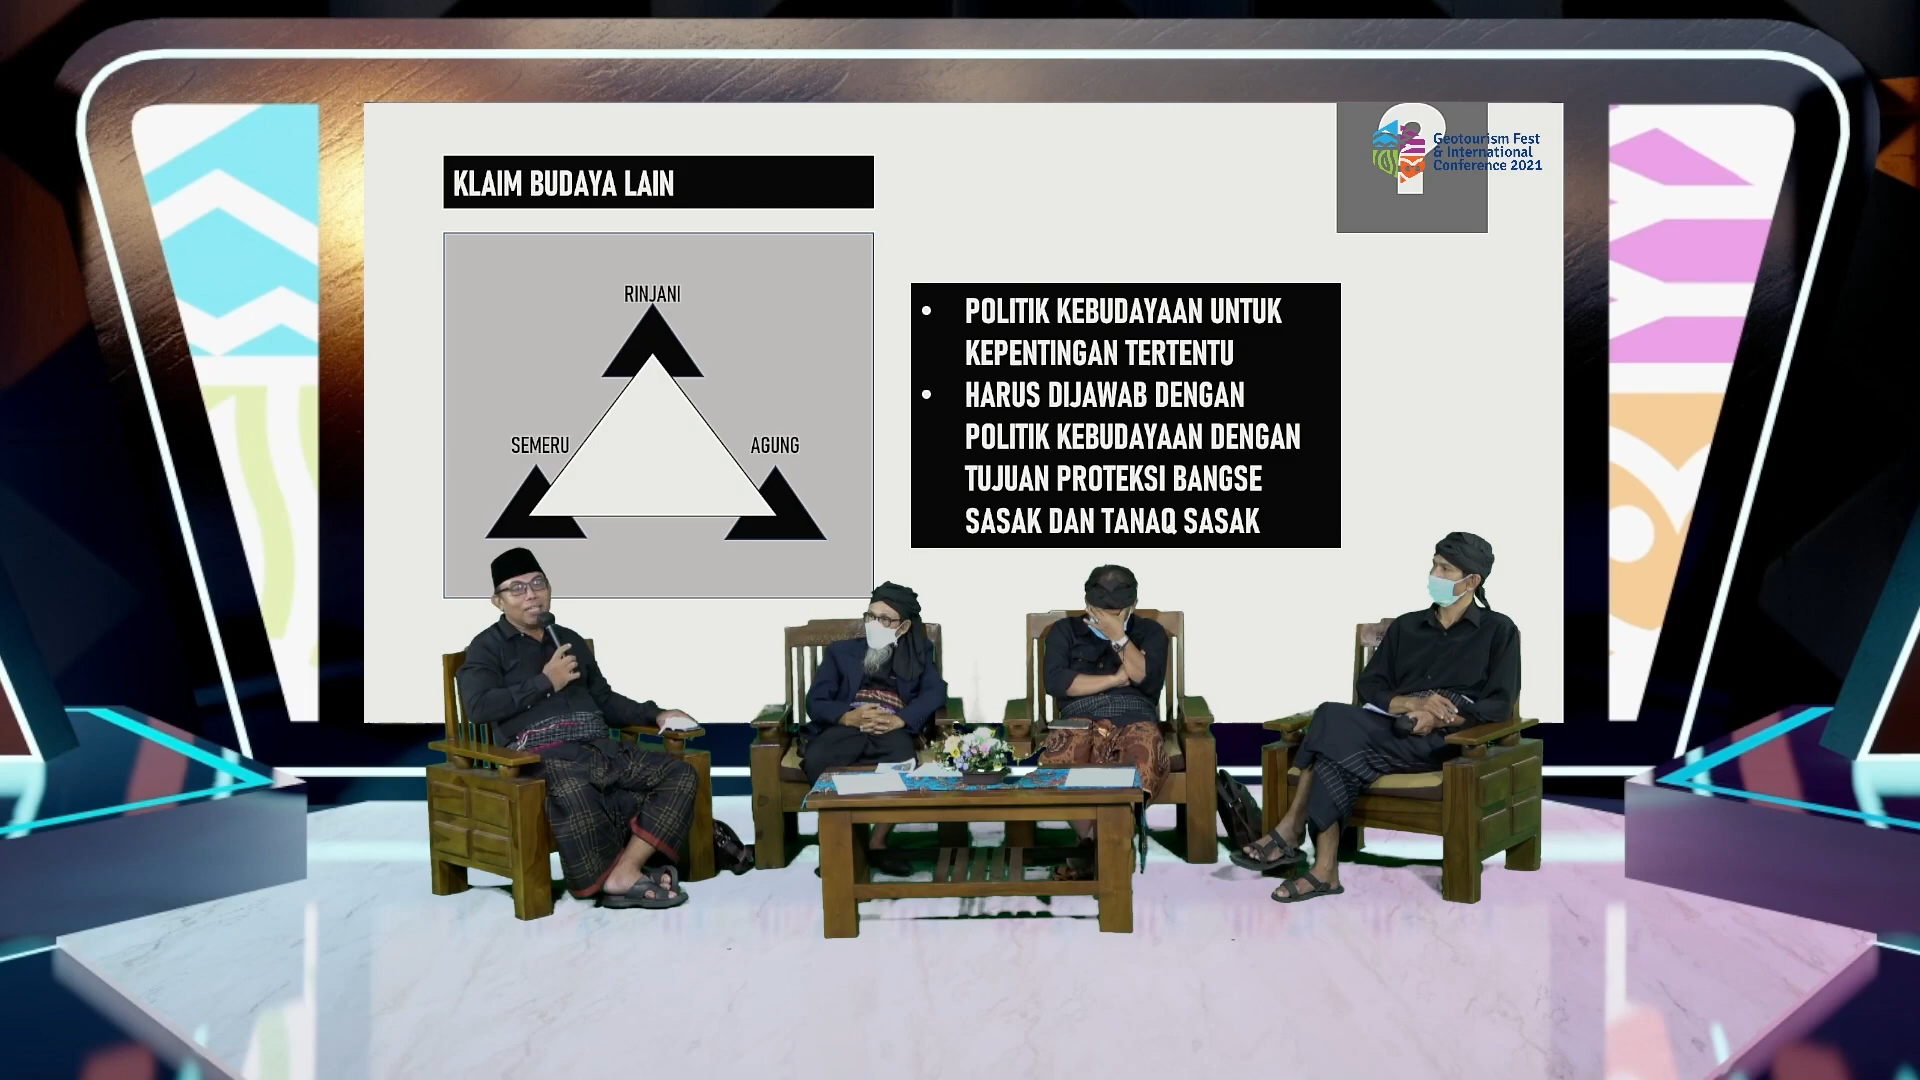 KLAIM BUDAYA LAIN
RINJANI
SEMERU
AGUNG
Geotourism Fest
& International
Conference 2021
• POLITIK KEBUDAYAAN UNTUK
KEPENTINGAN TERTENTU
• HARUS DIJAWAB DENGAN
POLITIK KEBUDAYAAN DENGAN
TUJUAN PROTEKSI BANGSE
SASAK DAN TANAQ SASAK